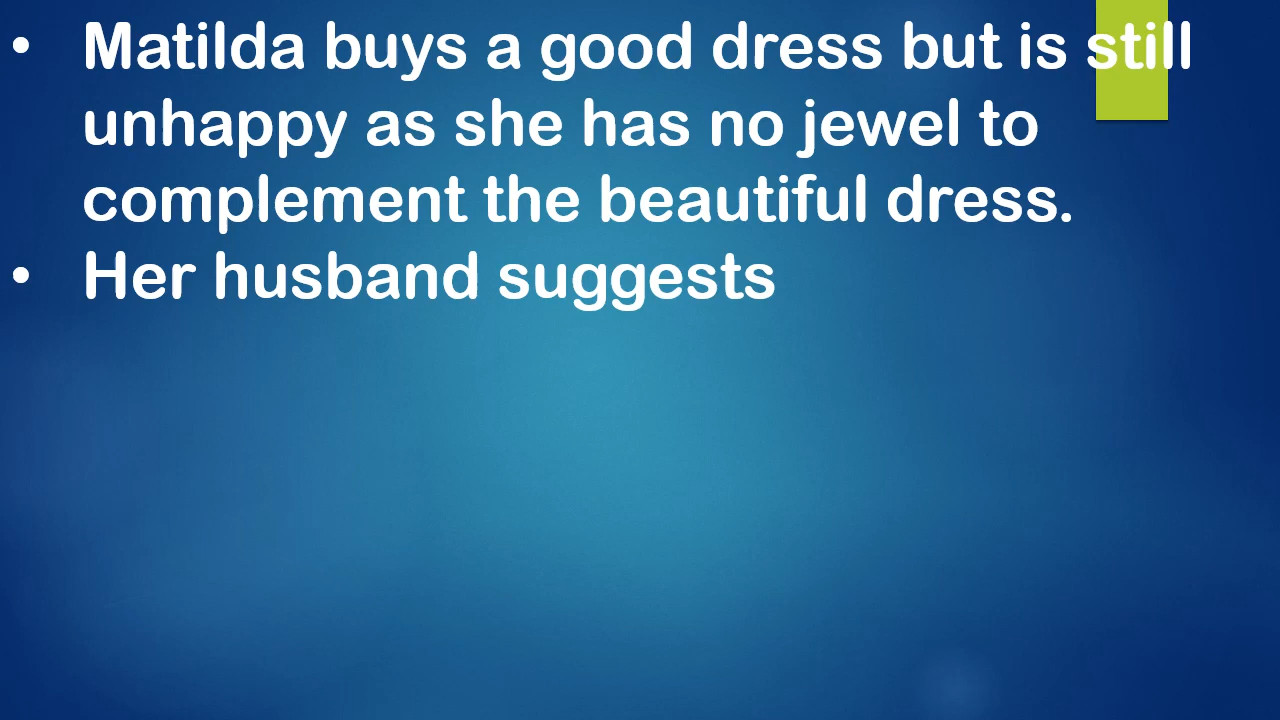 • Matilda buys a good dress but is still
unhappy as she has no jewel to
complement the beautiful dress.
• Her husband suggests